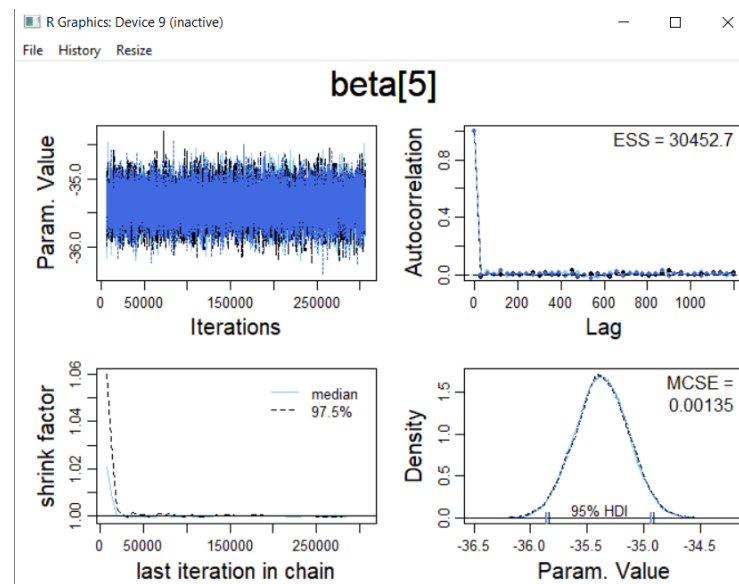 R Graphics: Device 9 (inactive)
File History Resize
beta[5]
Param. Value
-35.0
-36.0
0 50000 150000 250000
Iterations
Autocorrelation
0.8
0.4
0.0
ESS = 30452.7
0 200 400 600 800 1000
Lag
shrink factor
1.06
1.04
1.02
1.00
median
97.5%
0 50000 150000 250000
last iteration in chain
Density
1.5
1.0
0.5
0.0
MCSE =
0.00135
95% HDI
-36.5 -36.0 -35.5 -35.0 -34.5
Param. Value